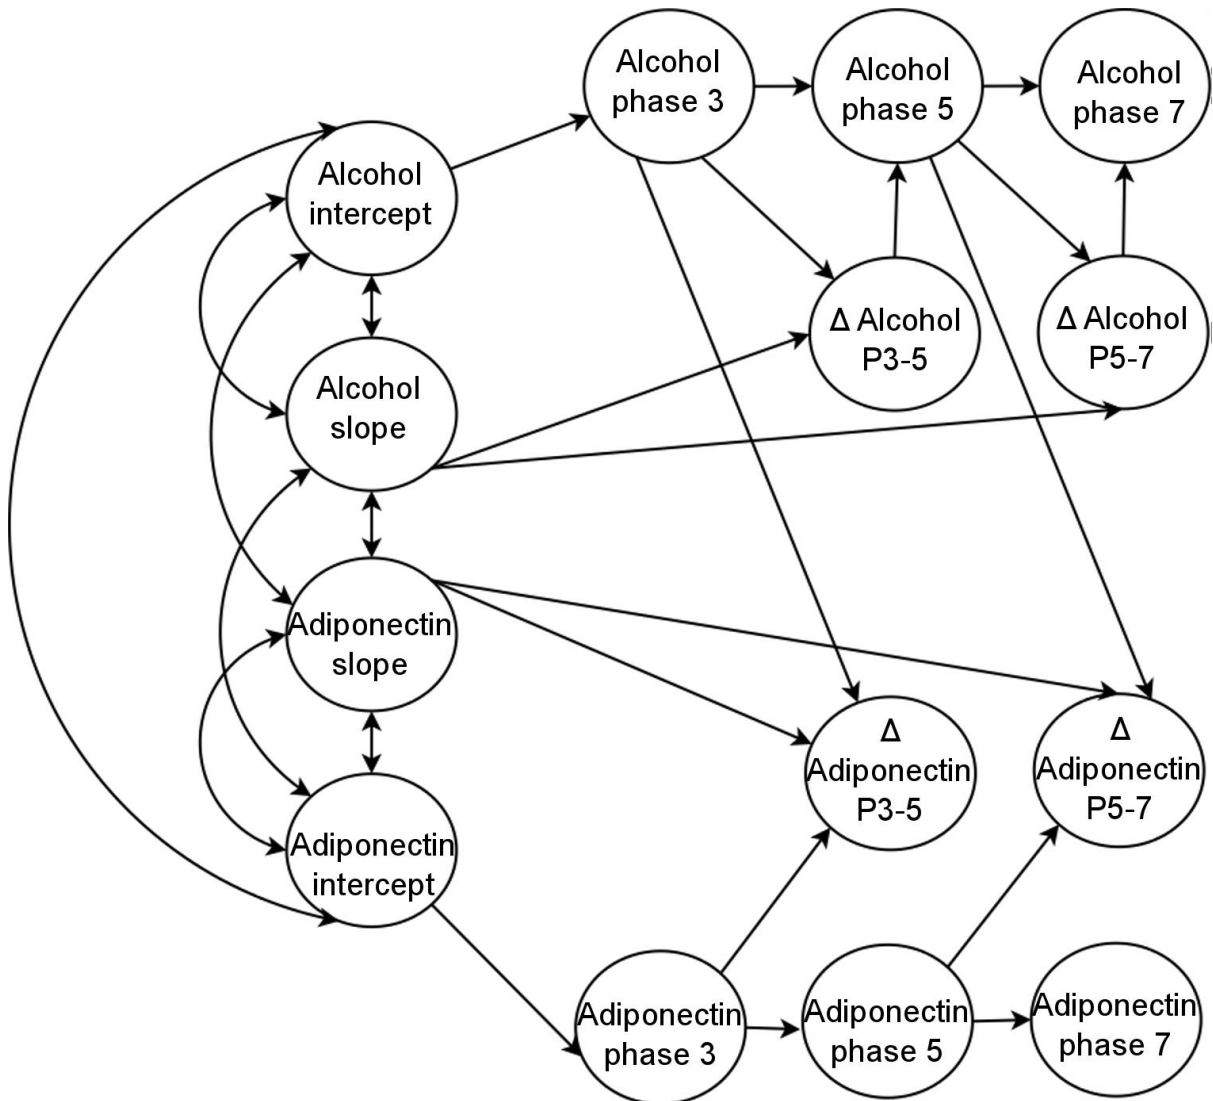 Alcohol
phase 3
Alcohol
phase 5
Alcohol
phase 7
Alcohol
intercept
Δ Alcohol
P3-5
Δ Alcohol
P5-7
Alcohol
slope
Adiponectin
slope
Δ
Adiponectin
P3-5
Δ
Adiponectin
P5-7
Adiponectin
intercept
Adiponectin
phase 3
Adiponectin
phase 5
Adiponectin
phase 7